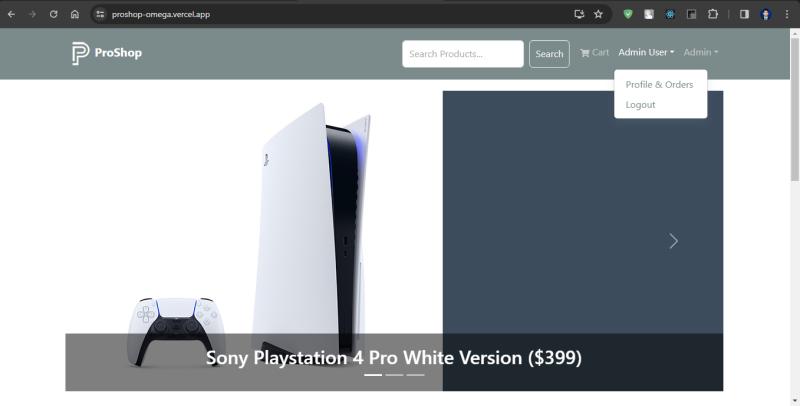 proshop-omega.vercel.app
ProShop
Search Products...
Search
Cart
Admin User
Admin
Profile & Orders
Logout
Sony Playstation 4 Pro White Version ($399)